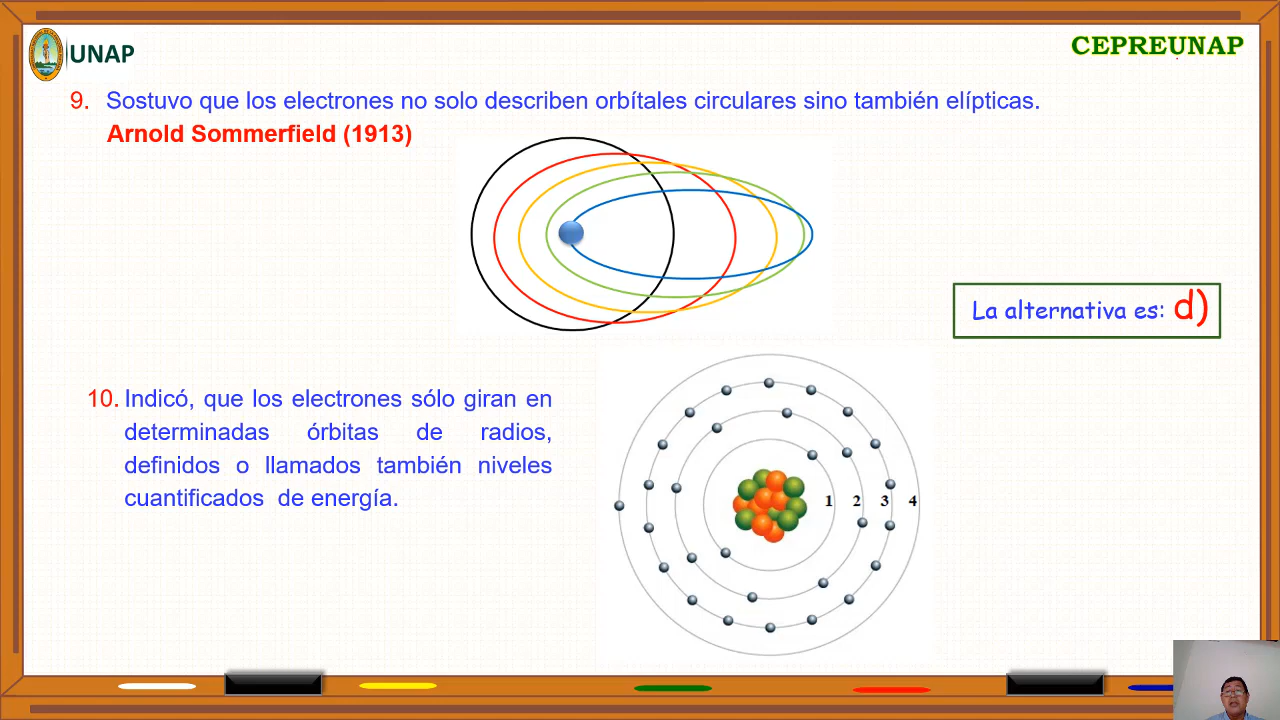 UNAP
CEPREUNAP
9. Sostuvo que los electrones no solo describen orbítales circulares sino también elípticas.
Arnold Sommerfield (1913)
La alternativa es: d)
10. Indicó, que los electrones sólo giran en
determinadas órbitas de radios,
definidos o llamados también niveles
cuantificados de energía.
1 2 3 4